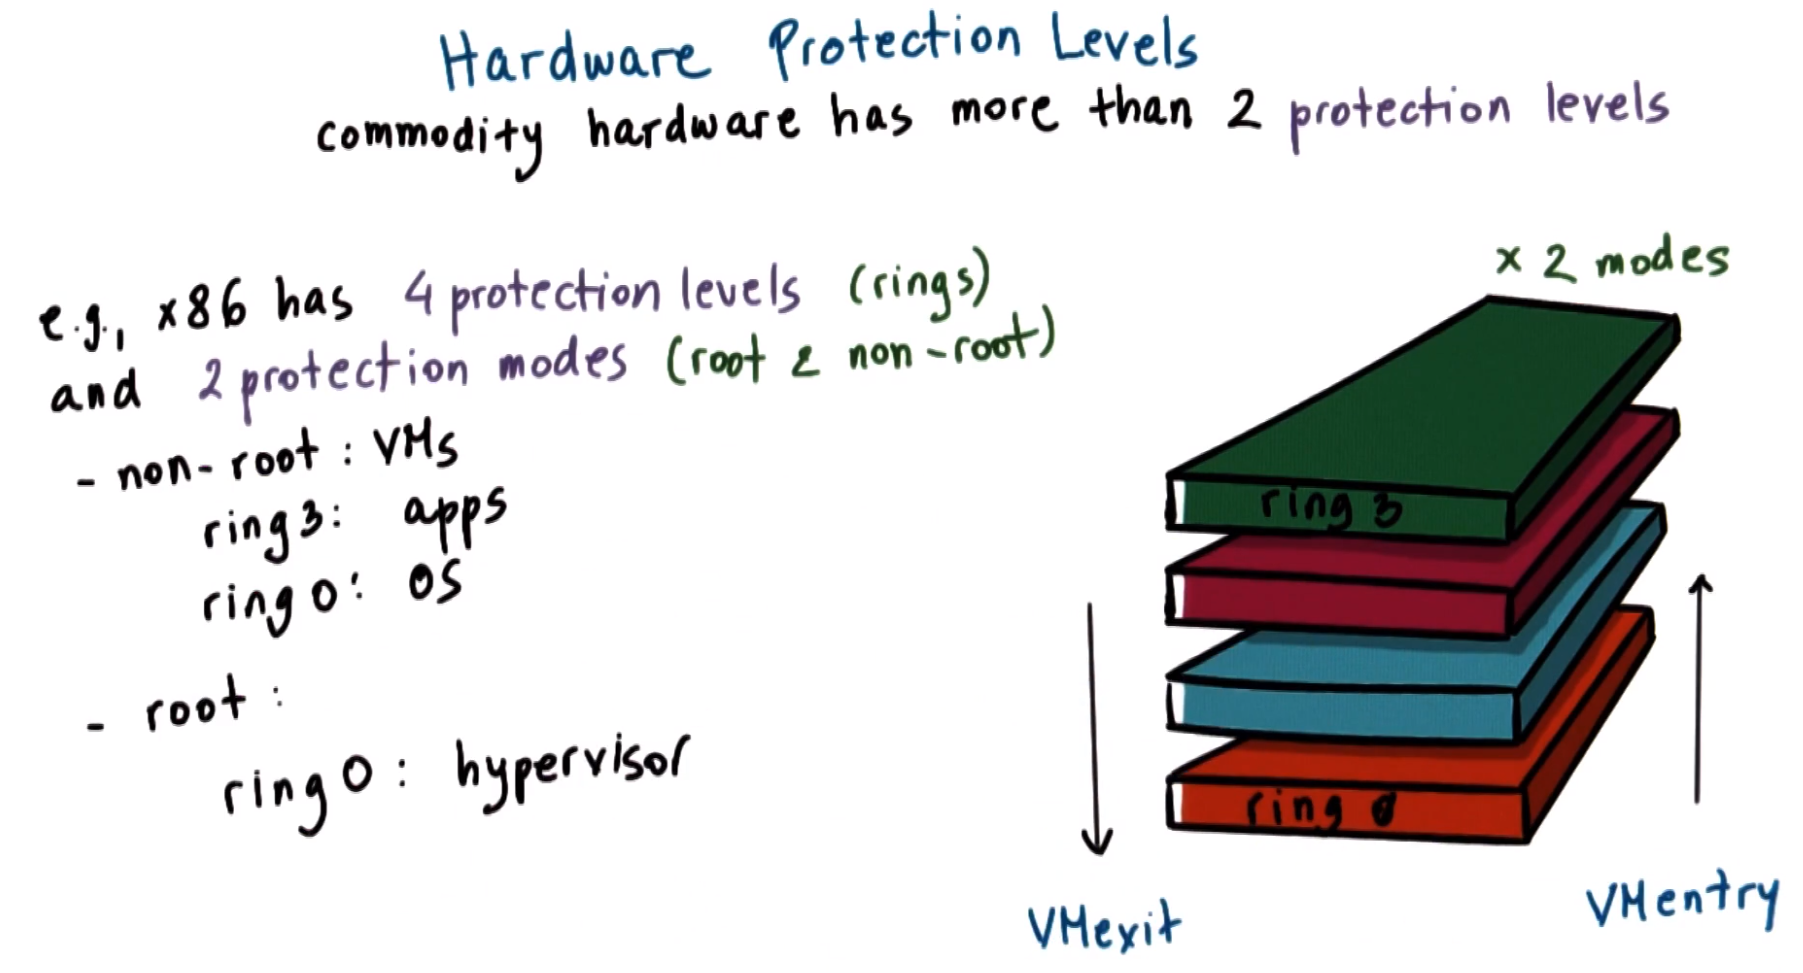 Hardware Protection Levels
commodity hardware has more than 2 protection levels
e.g., x86 has 4 protection levels (rings)
and 2 protection modes (root & non-root)
- non-root: VMs
ring 3: apps
ring 0: OS
- root:
ring 0: hypervisor
x 2 modes
ring 3
ring 0
VMexit
VMentry